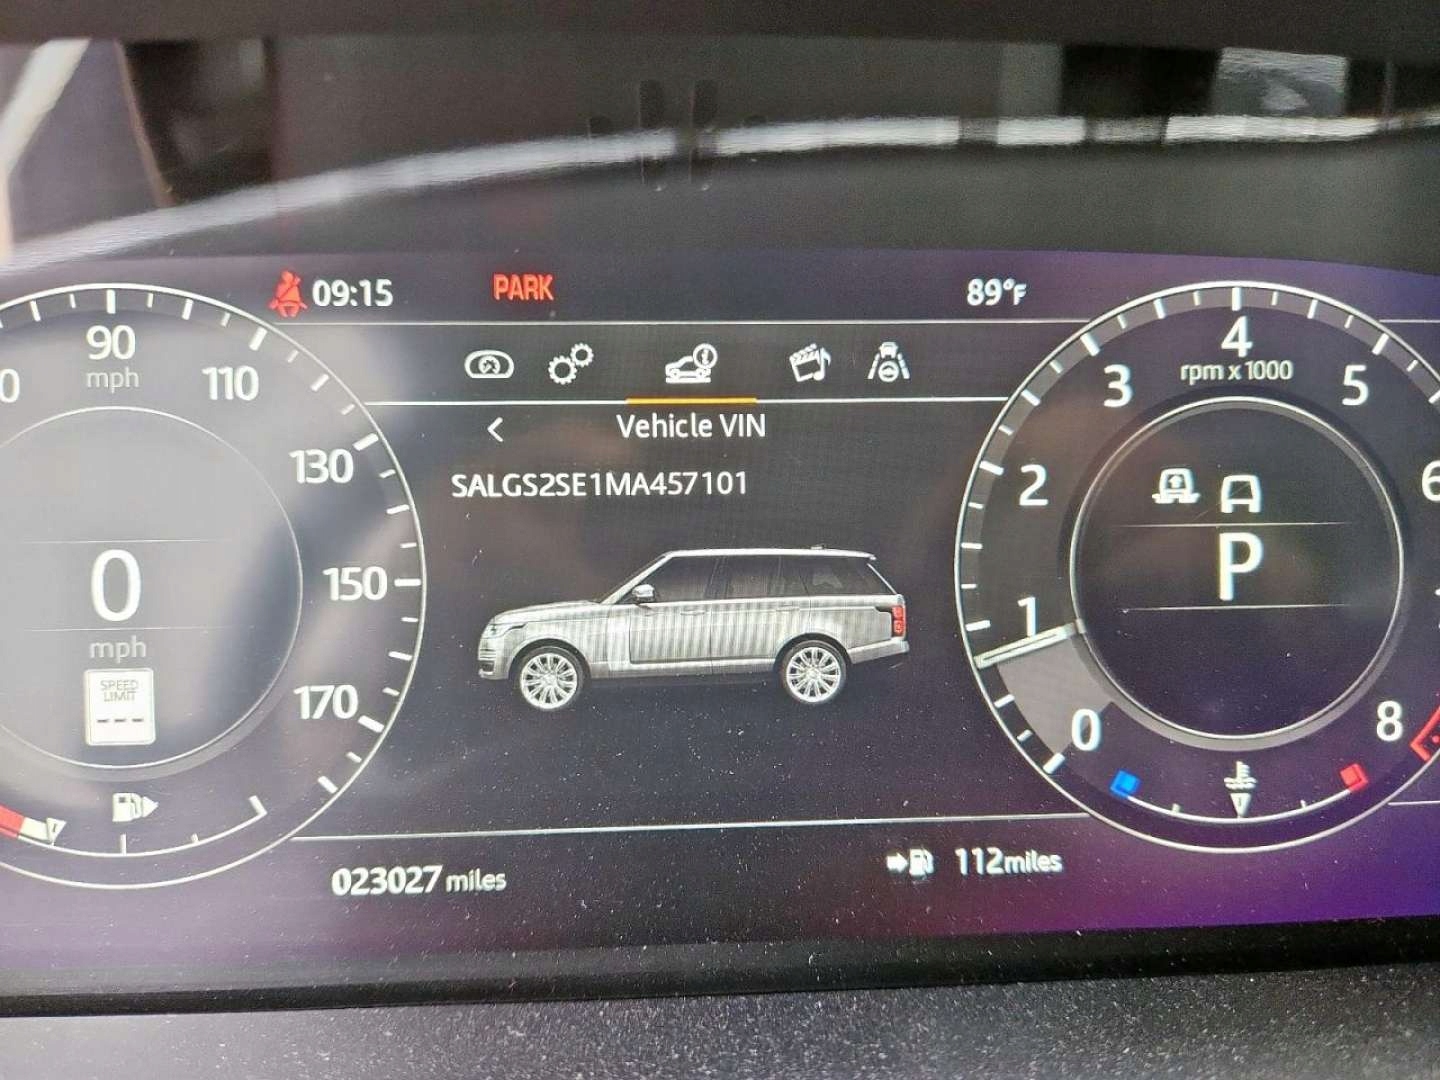 09:15 PARK 89°F
90
mph
110
130
150
170
0
mph
SPEED
LIMIT
---
Vehicle VIN
SALGS2SE1MA457101
4
rpm x 1000
3
5
2
6
1
P
0
8
023027 miles
112miles